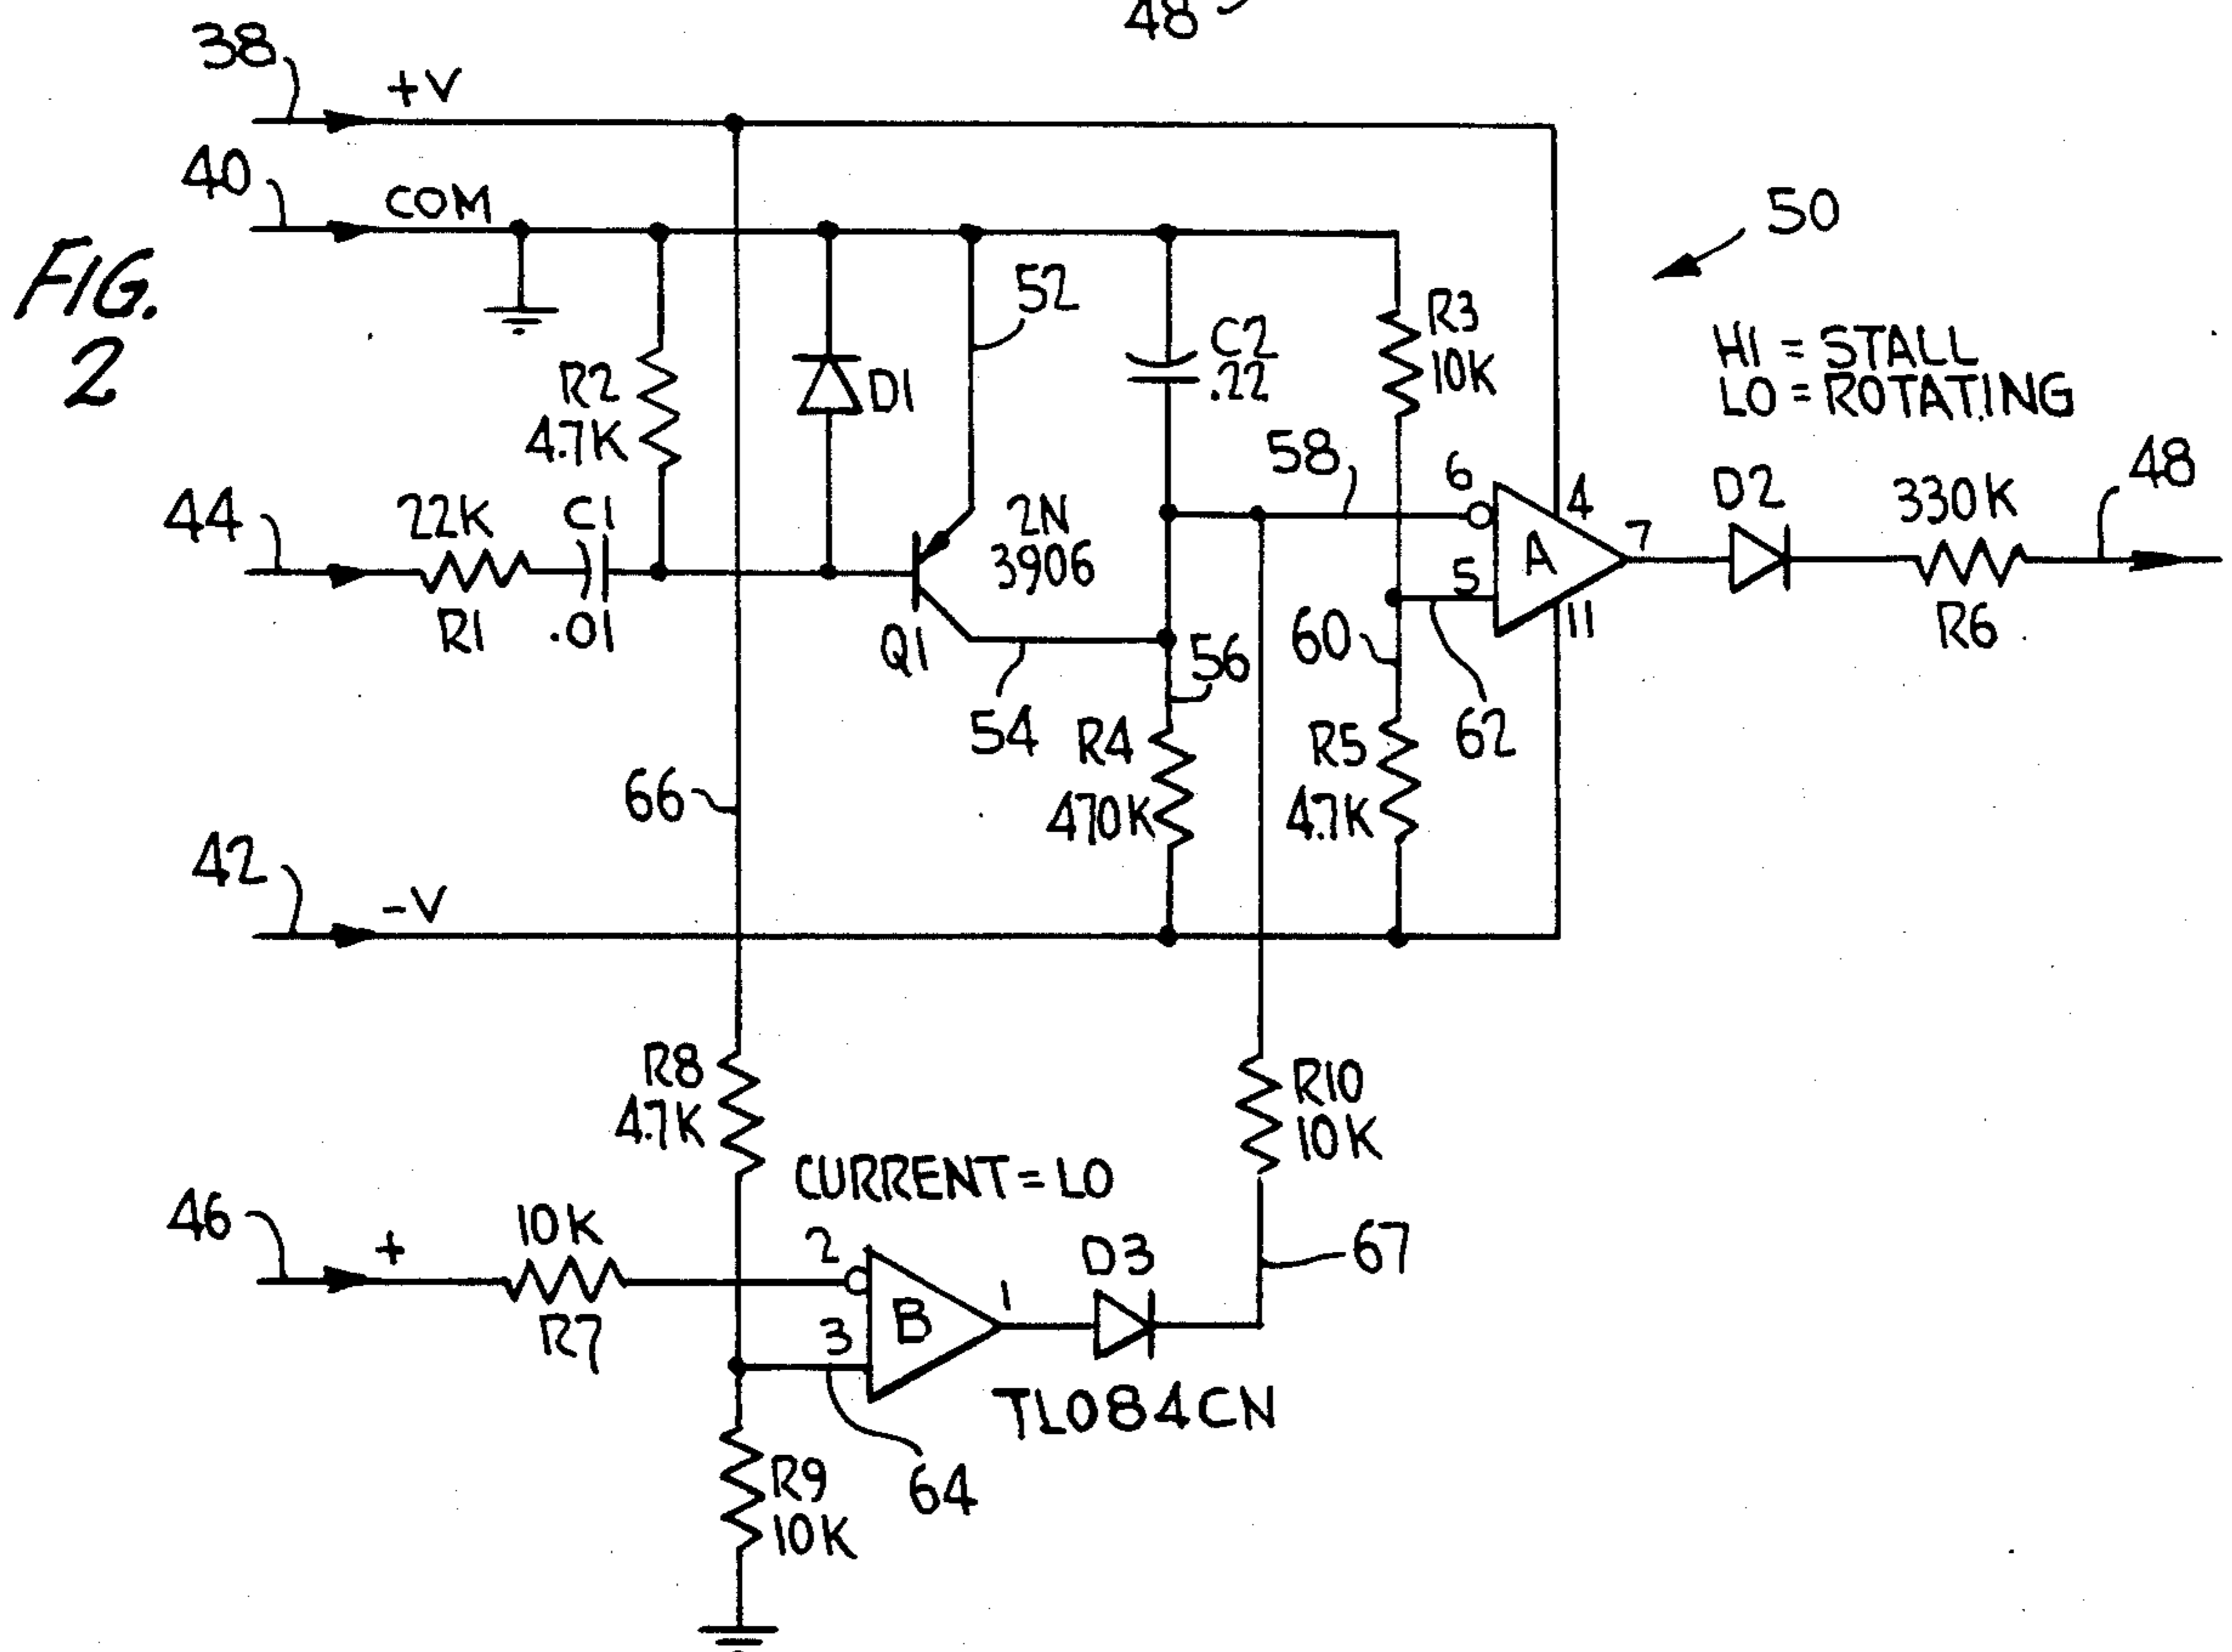 48
38
+V
40
COM
50
FIG.
2
52
R2
4.7K
D1
C2
.22
R3
10K
HI = STALL
LO = ROTATING
58
6
4
D2
330K
48
44
22K
C1
2N
3906
A
7
5
R1
.01
Q1
54
56
60
62
11
R6
R4
470K
R5
4.7K
66
42
-V
R8
4.7K
R10
10K
CURRENT = LO
46
+
10K
2
D3
67
R7
3
B
1
TL084CN
R9
10K
64